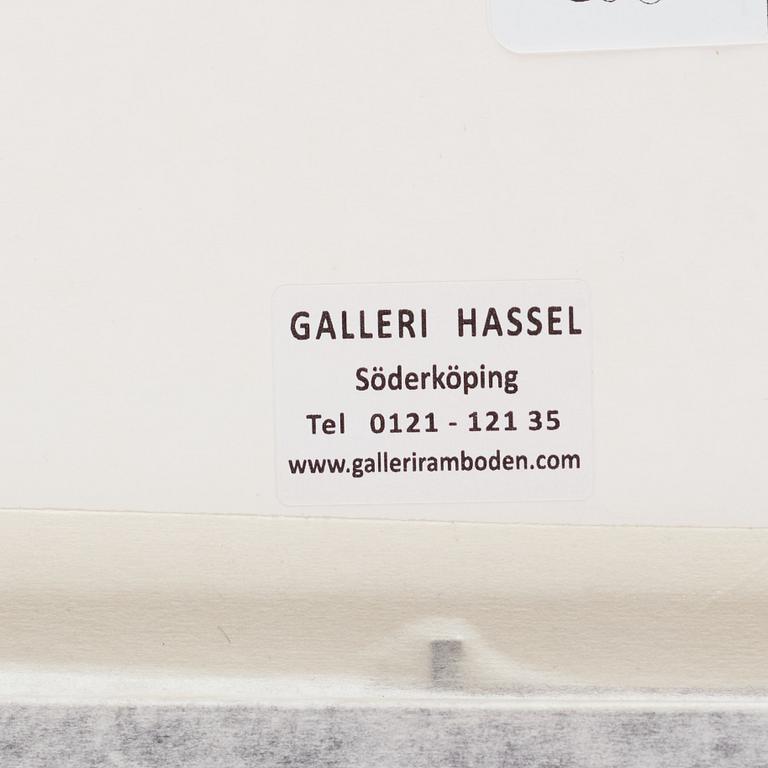 GALLERI HASSEL
Söderköping
Tel 0121 - 121 35
www.galleriramboden.com